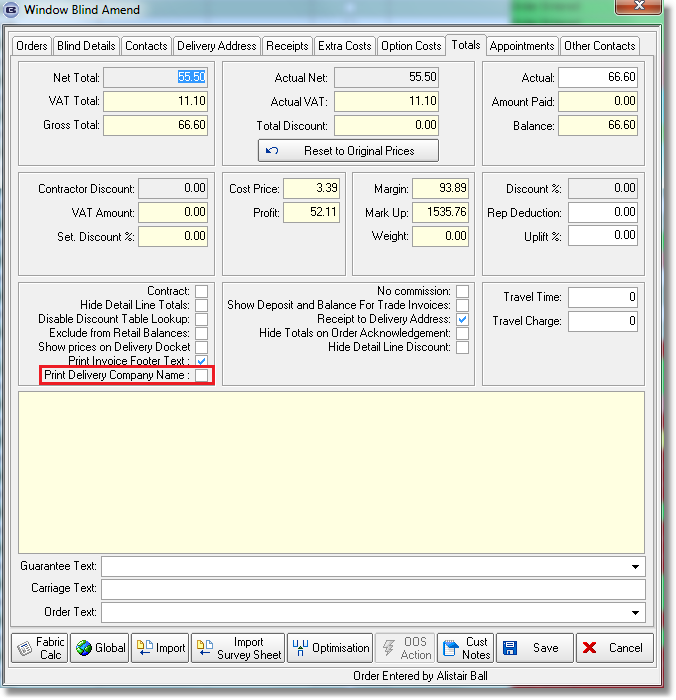 Window Blind Amend
Orders Blind Details Contacts Delivery Address Receipts Extra Costs Option Costs Totals Appointments Other Contacts
Net Total: 55.50 Actual Net: 55.50 Actual: 66.60
VAT Total: 11.10 Actual VAT: 11.10 Amount Paid: 0.00
Gross Total: 66.60 Total Discount: 0.00 Balance: 66.60
Reset to Original Prices
Contractor Discount: 0.00 Cost Price: 3.39 Margin: 93.89 Discount %: 0.00
VAT Amount: 0.00 Profit: 52.11 Mark Up: 1535.76 Rep Deduction: 0.00
Set. Discount %: 0.00 Weight: 0.00 Uplift %: 0.00
Contract:
Hide Detail Line Totals:
Disable Discount Table Lookup:
Exclude from Retail Balances:
Show prices on Delivery Docket
Print Invoice Footer Text :
Print Delivery Company Name :
No commission:
Show Deposit and Balance For Trade Invoices:
Receipt to Delivery Address:
Hide Totals on Order Acknowledgement:
Hide Detail Line Discount:
Travel Time: 0
Travel Charge: 0
Guarantee Text:
Carriage Text:
Order Text:
Fabric Calc Global Import Import Survey Sheet Optimisation OOS Action Cust Notes Save Cancel
Order Entered by Alistair Ball